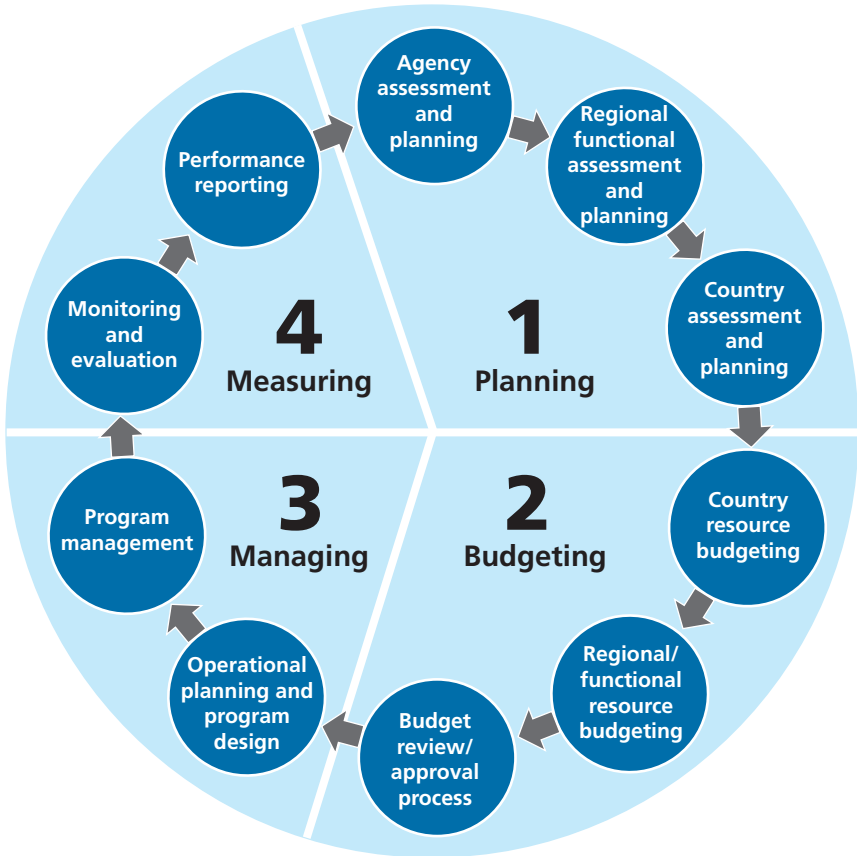 Agency
assessment
and
planning
Regional
functional
assessment
and
planning
Country
assessment
and
planning
1
Planning
Country
resource
budgeting
Regional/
functional
resource
budgeting
Budget
review/
approval
process
2
Budgeting
Operational
planning and
program
design
Program
management
3
Managing
Monitoring
and
evaluation
Performance
reporting
4
Measuring